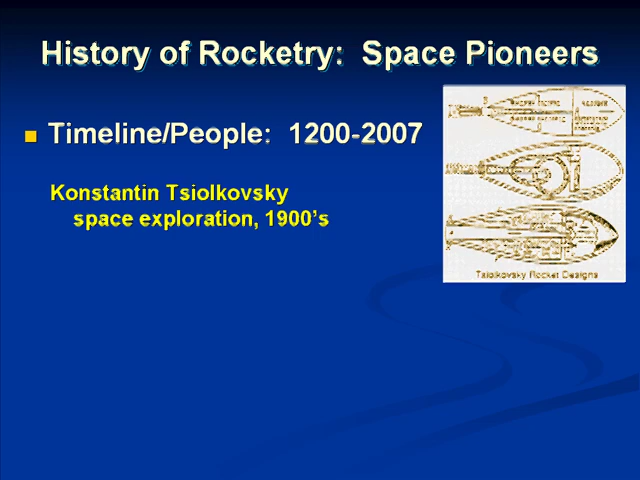 History of Rocketry: Space Pioneers
Timeline/People: 1200-2007
Konstantin Tsiolkovsky
space exploration, 1900's
Tsiolkovsky Rocket Designs